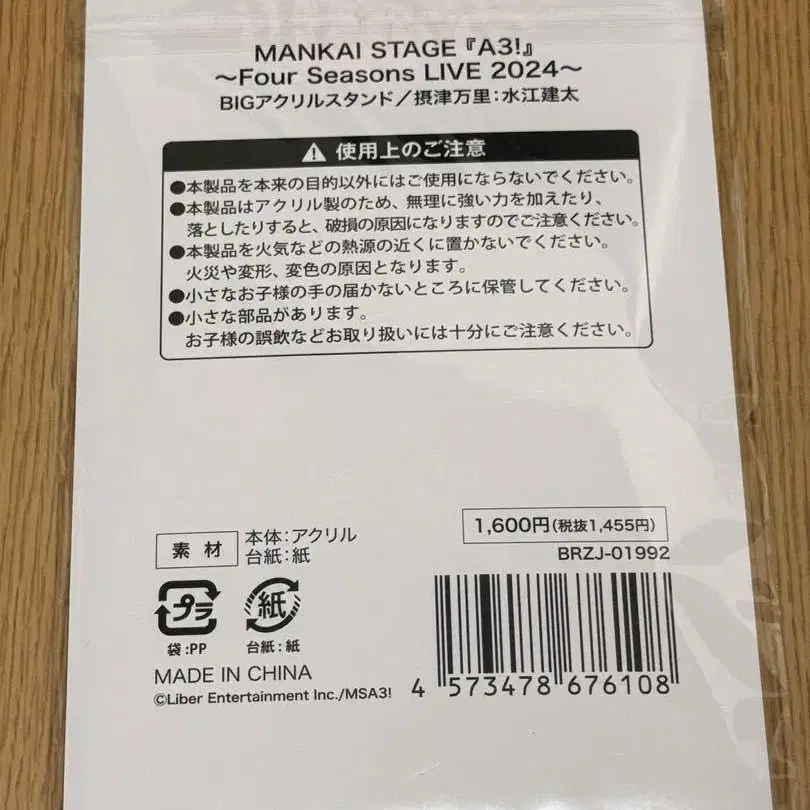 MANKAI STAGE『A3!』
～Four Seasons LIVE 2024～
BIGアクリルスタンド／摂津万里：水江建太
使用上のご注意
●本製品を本来の目的以外にはご使用にならないでください。
●本製品はアクリル製のため、無理に強い力を加えたり、
落としたりすると、破損の原因になりますのでご注意ください。
●本製品を火気などの熱源の近くに置かないでください。
火災や変形、変色の原因となります。
●小さなお子様の手の届かないところに保管してください。
●小さな部品があります。
お子様の誤飲などお取り扱いには十分にご注意ください。
1,600円(税抜1,455円)
BRZJ-01992
素材
本体：アクリル
台紙：紙
プラ
袋：PP
紙
台紙：紙
MADE IN CHINA
©Liber Entertainment Inc./MSA3!
4 573478 676108